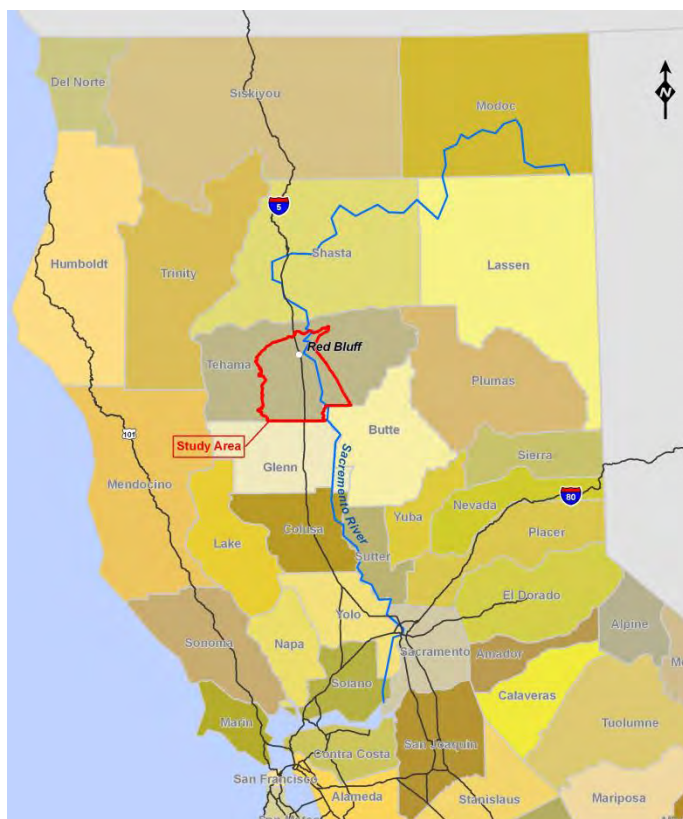 Del Norte
Siskiyou
Modoc
N
5
Shasta
Humboldt
Trinity
Lassen
Red Bluff
Tehama
Plumas
Butte
Study Area
101
Glenn
Sierra
Mendocino
Sacramento River
80
Nevada
Colusa
Yuba
Lake
Placer
Sutter
El Dorado
Yolo
Alpine
Napa
Sonoma
Sacramento
Amador
Solano
Calaveras
Marin
Tuolumne
San Joaquin
Contra Costa
San Francisco
Alameda
Stanislaus
Mariposa